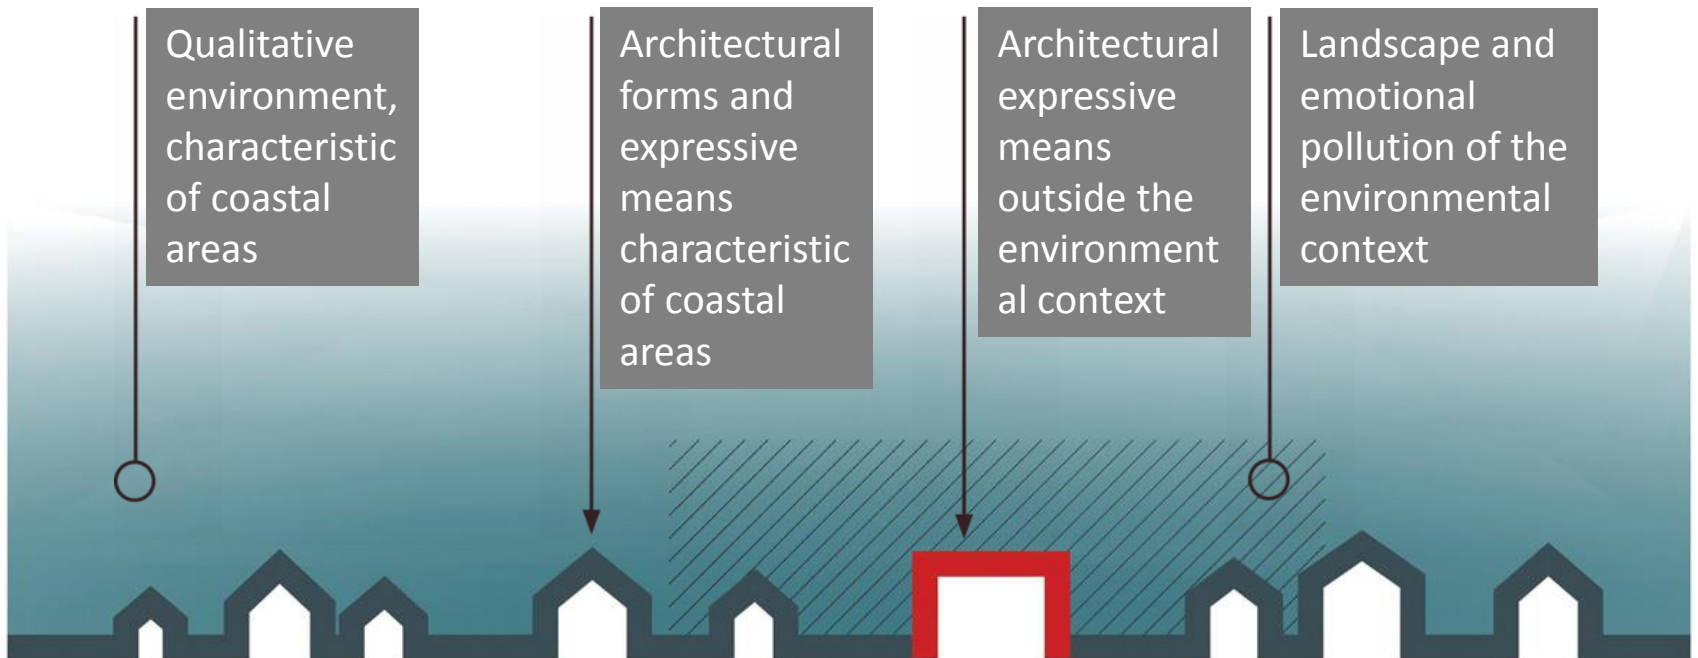 Qualitative
environment,
characteristic
of coastal
areas
Architectural
forms and
expressive
means
characteristic
of coastal
areas
Architectural
expressive
means
outside the
environment
al context
Landscape and
emotional
pollution of the
environmental
context